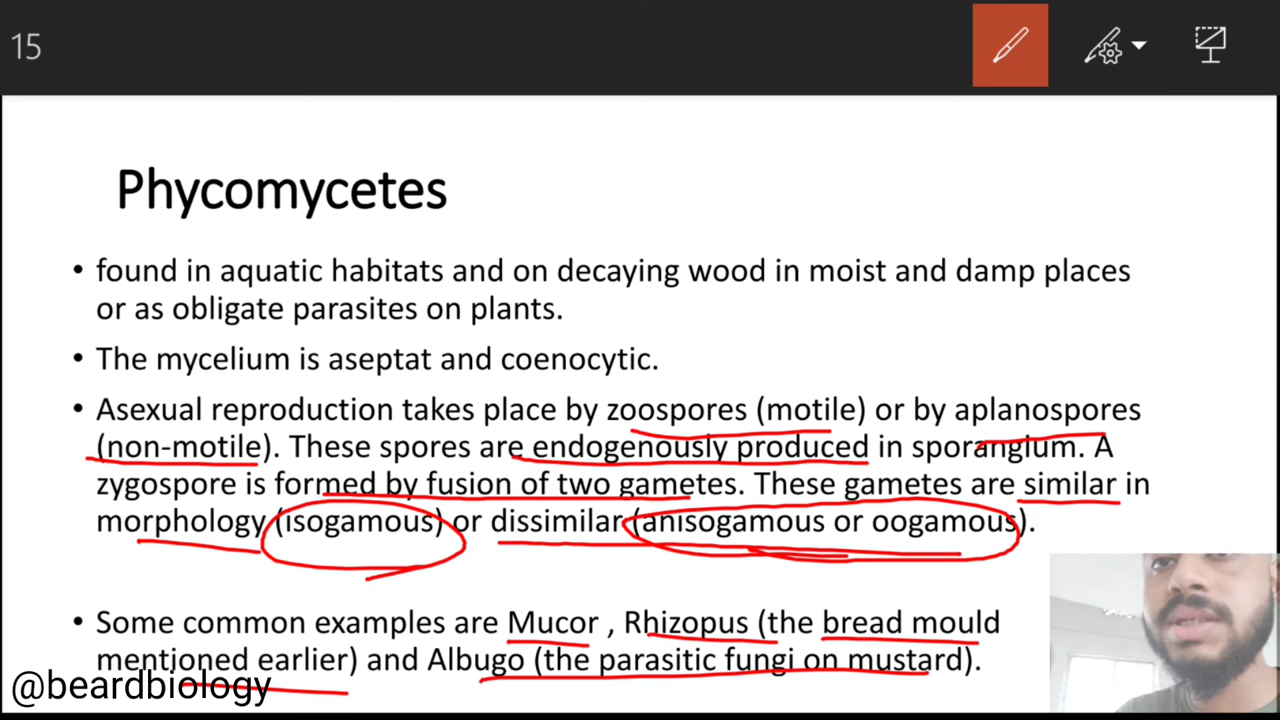 15
Phycomycetes
• found in aquatic habitats and on decaying wood in moist and damp places
or as obligate parasites on plants.
• The mycelium is aseptat and coenocytic.
• Asexual reproduction takes place by zoospores (motile) or by aplanospores
(non-motile). These spores are endogenously produced in sporangium. A
zygospore is formed by fusion of two gametes. These gametes are similar in
morphology (isogamous) or dissimilar (anisogamous or oogamous).
• Some common examples are Mucor , Rhizopus (the bread mould
mentioned earlier) and Albugo (the parasitic fungi on mustard).
@beardbiology